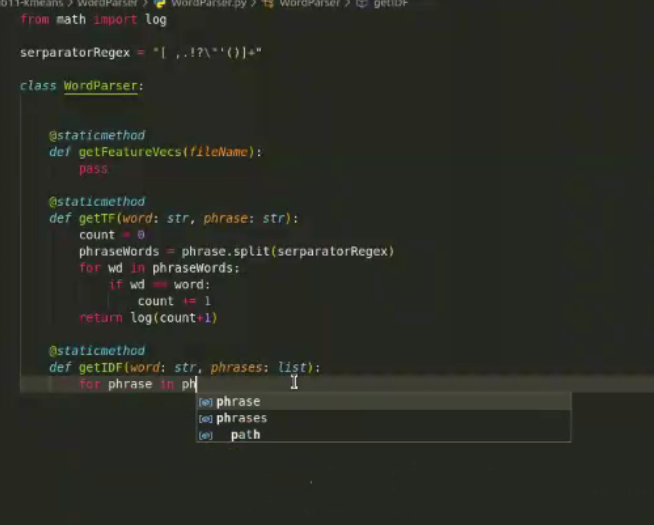 b11-kmeans > WordParser > WordParser.py > WordParser > getIDF
from math import log
serparatorRegex = "[ ,.!?\"'()]+"
class WordParser:
@staticmethod
def getFeatureVecs(fileName):
pass
@staticmethod
def getTF(word: str, phrase: str):
count = 0
phraseWords = phrase.split(serparatorRegex)
for wd in phraseWords:
if wd == word:
count += 1
return log(count+1)
@staticmethod
def getIDF(word: str, phrases: list):
for phrase in ph
phrase
phrases
path